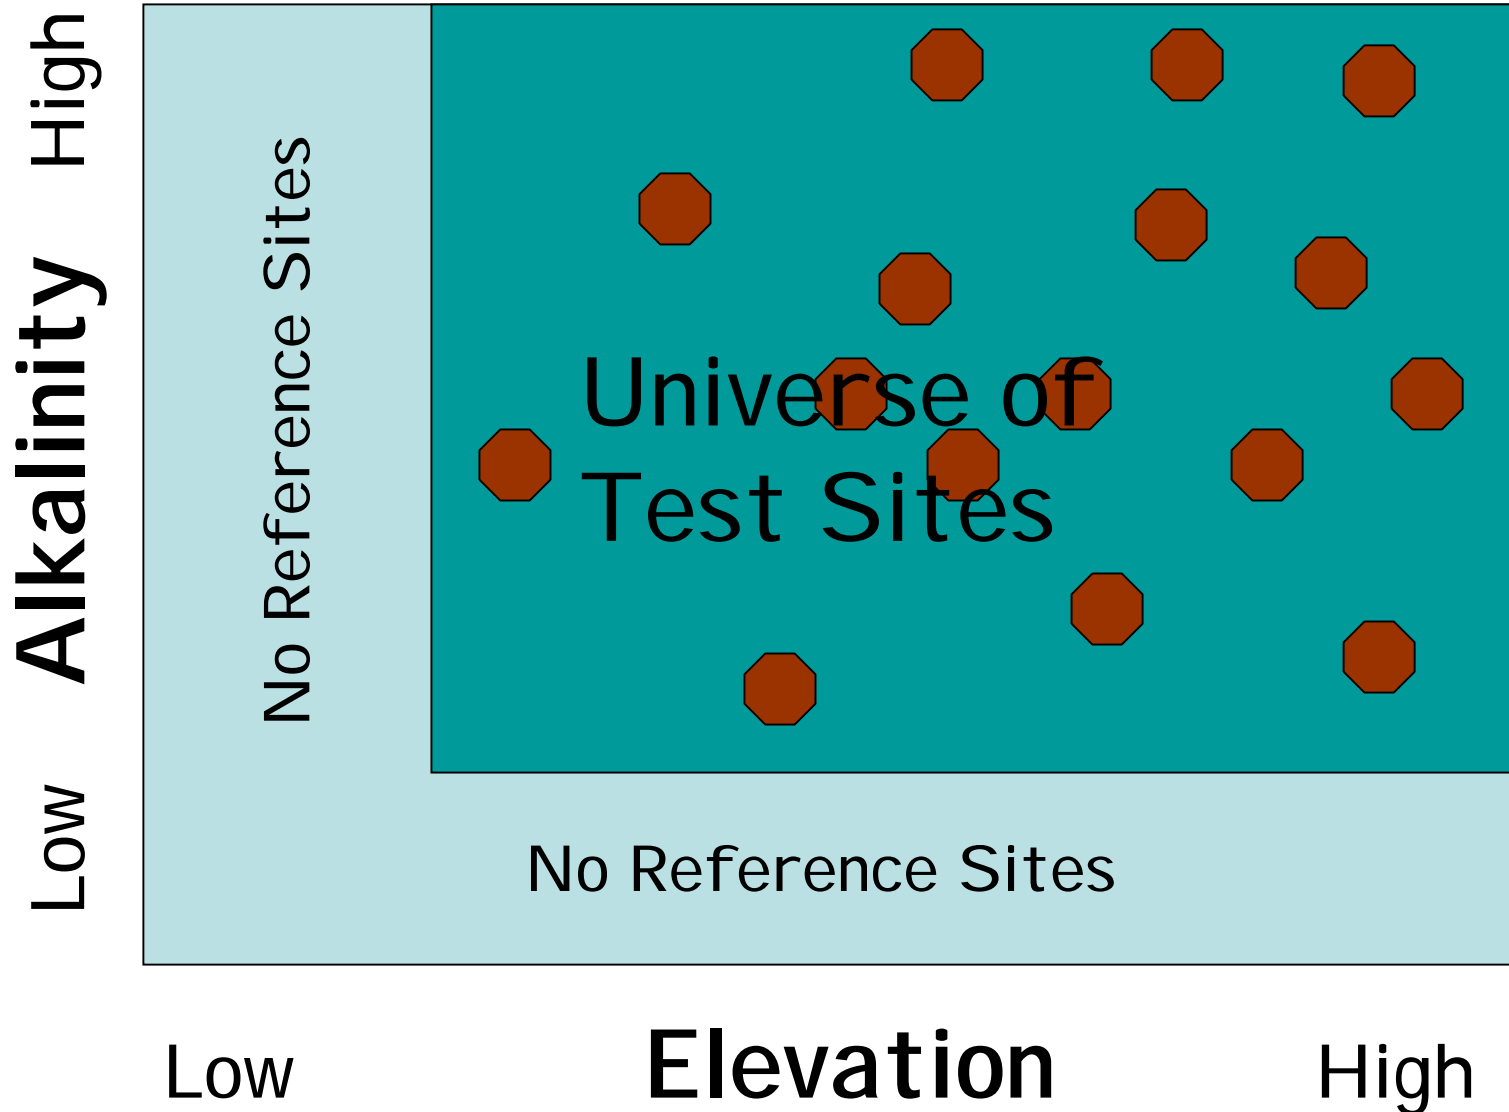 High
Alkalinity
Low
No Reference Sites
Universe of
Test Sites
No Reference Sites
Low
Elevation
High